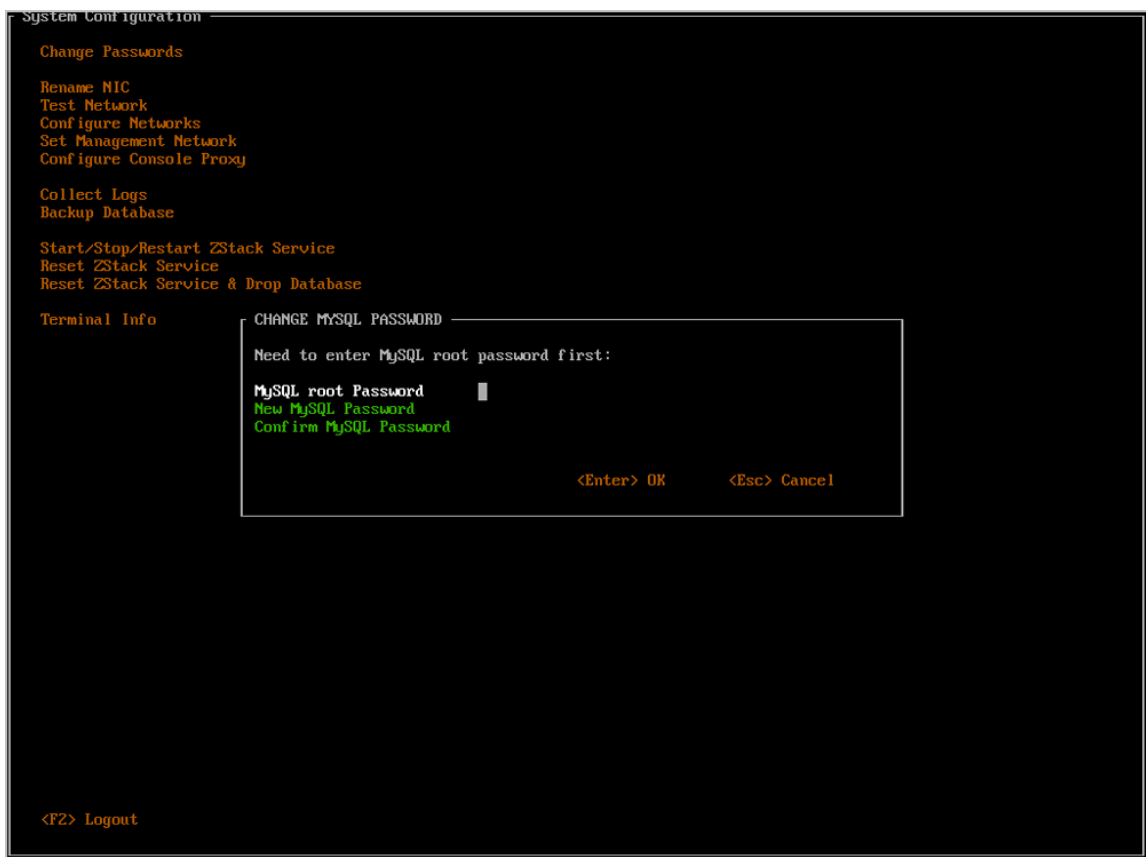 System Configuration
Change Passwords
Rename NIC
Test Network
Configure Networks
Set Management Network
Configure Console Proxy
Collect Logs
Backup Database
Start/Stop/Restart ZStack Service
Reset ZStack Service
Reset ZStack Service & Drop Database
Terminal Info
CHANGE MYSQL PASSWORD
Need to enter MySQL root password first:
MySQL root Password
New MySQL Password
Confirm MySQL Password
<Enter> OK <Esc> Cancel
<F2> Logout